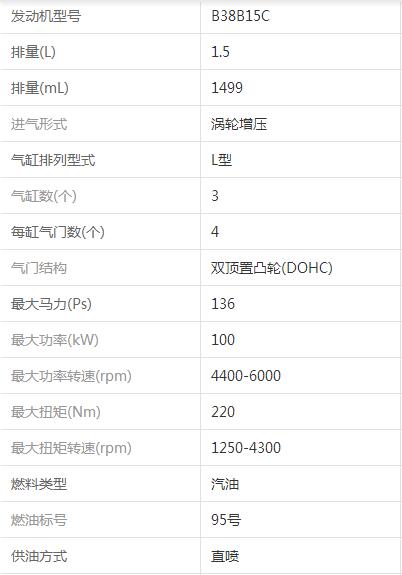 发动机型号 B38B15C
排量(L) 1.5
排量(mL) 1499
进气形式 涡轮增压
气缸排列型式 L型
气缸数(个) 3
每缸气门数(个) 4
气门结构 双顶置凸轮(DOHC)
最大马力(Ps) 136
最大功率(kW) 100
最大功率转速(rpm) 4400-6000
最大扭矩(Nm) 220
最大扭矩转速(rpm) 1250-4300
燃料类型 汽油
燃油标号 95号
供油方式 直喷